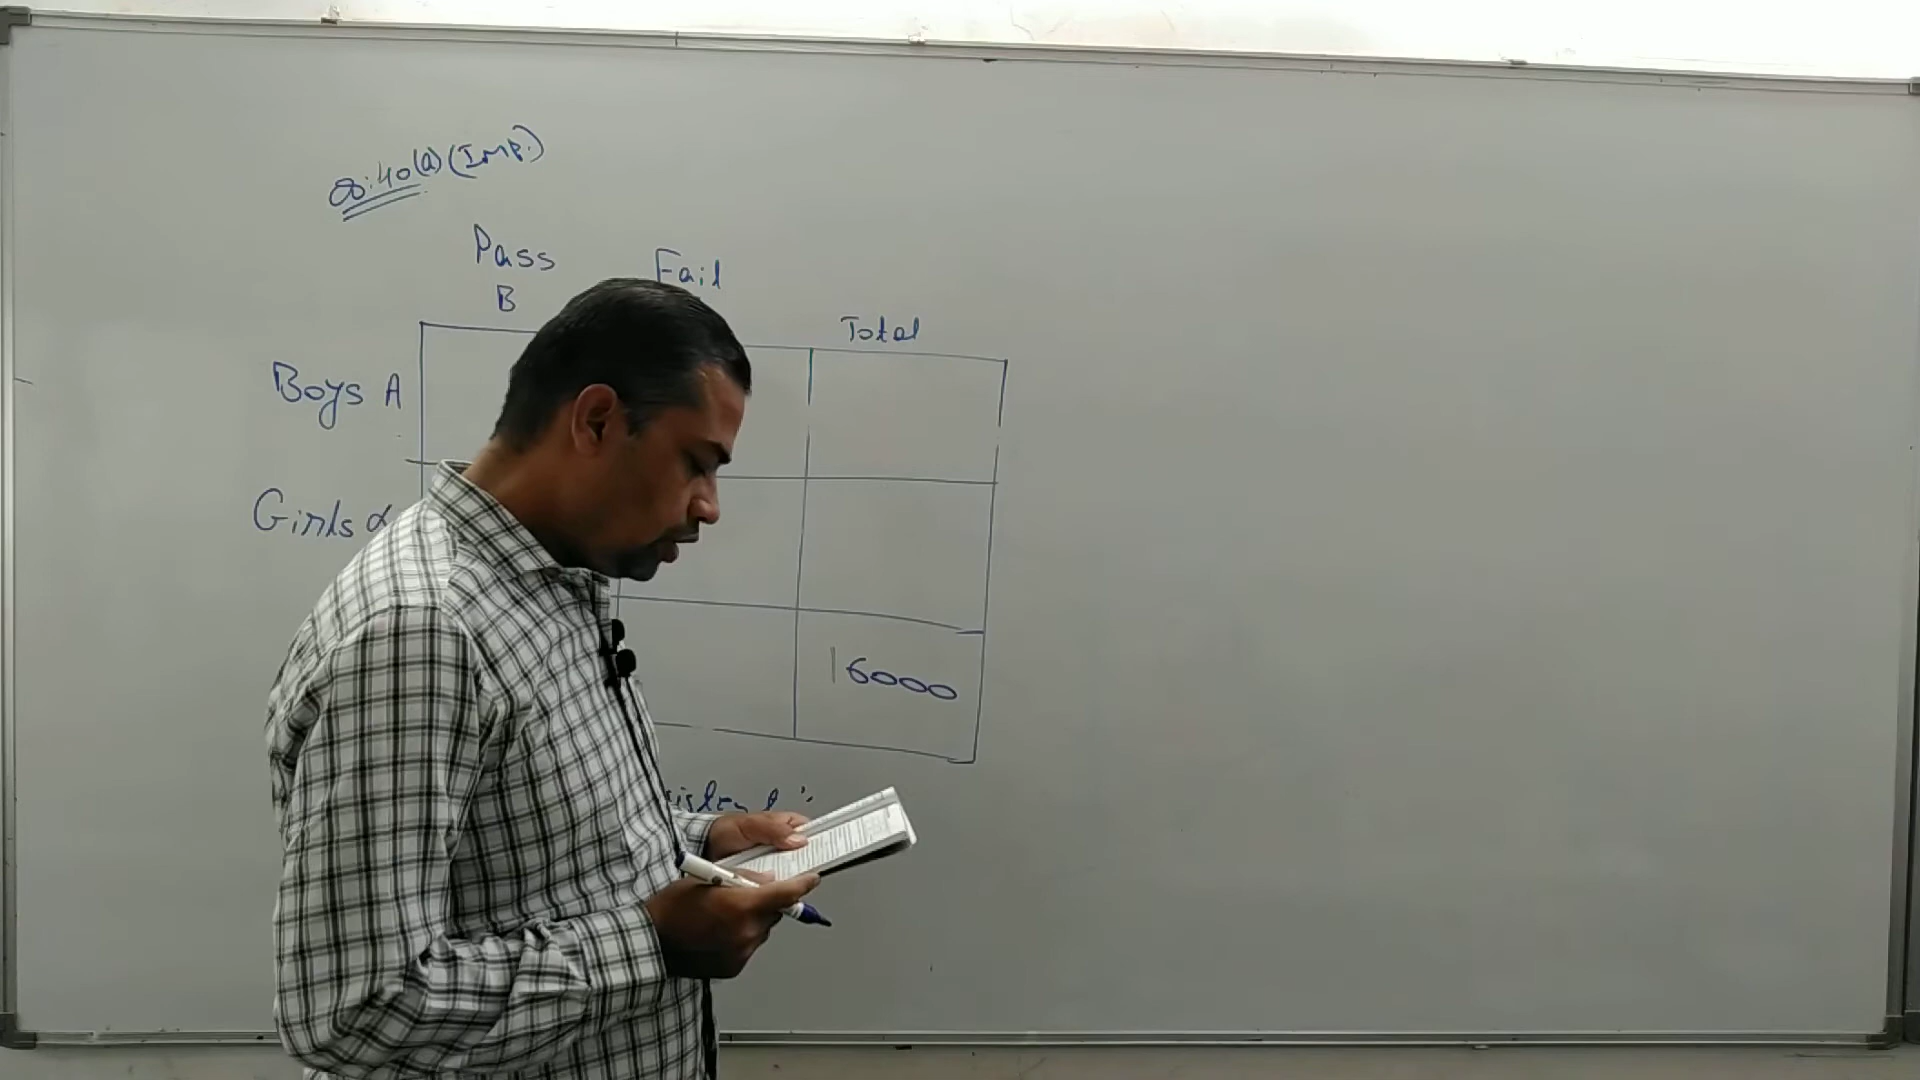 Q:40(a) (Imp.)
Pass Fail
B Total
Boys A
Girls α
16000